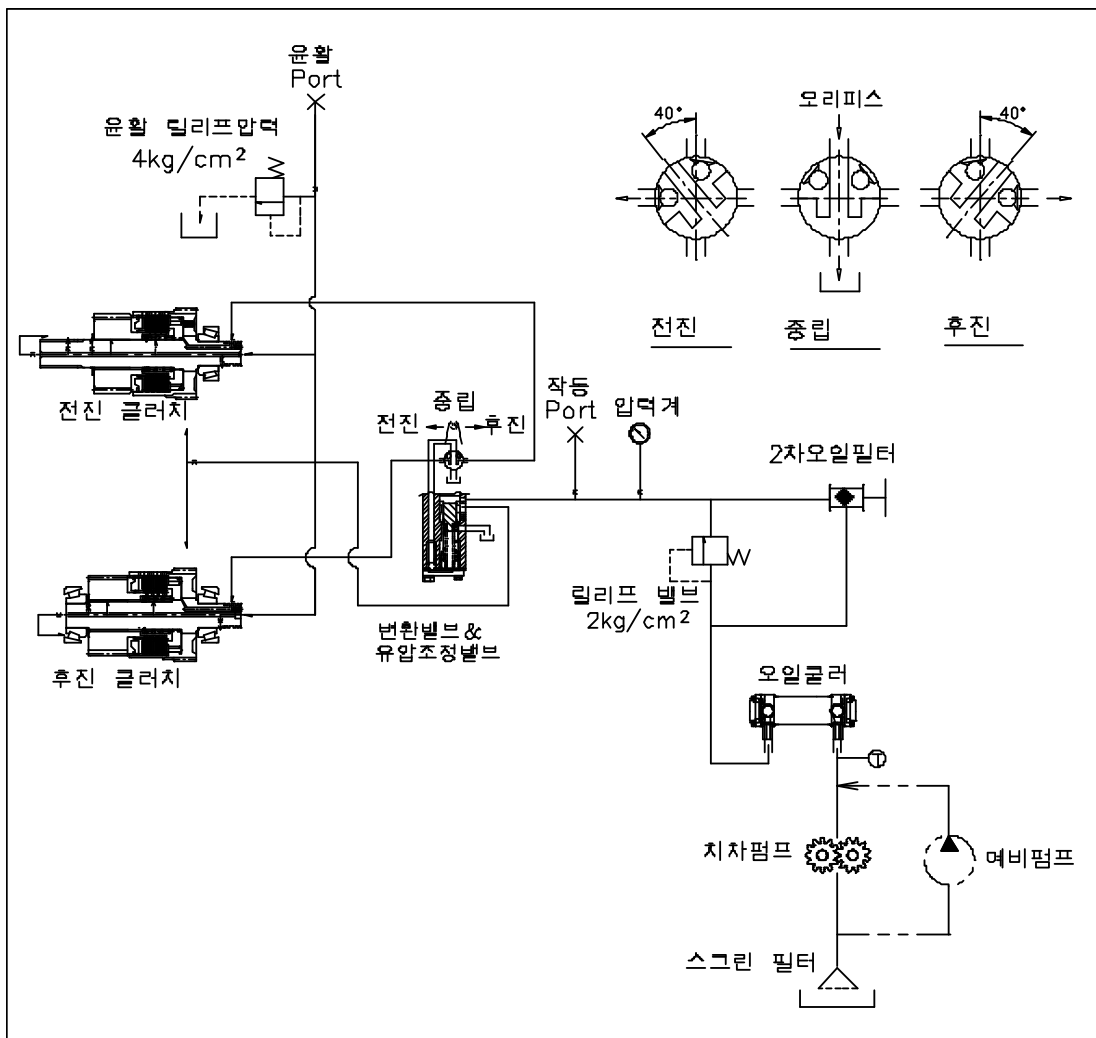 윤활
Port
윤활 릴리프압력
4kg/cm²
오리피스
40°
40°
전진
중립
후진
전진 클러치
중립
전진
후진
작동
Port
압력계
2차오일필터
릴리프 밸브
2kg/cm²
변환밸브&
유압조정밸브
후진 클러치
오일쿨러
T
치차펌프
예비펌프
스크린 필터